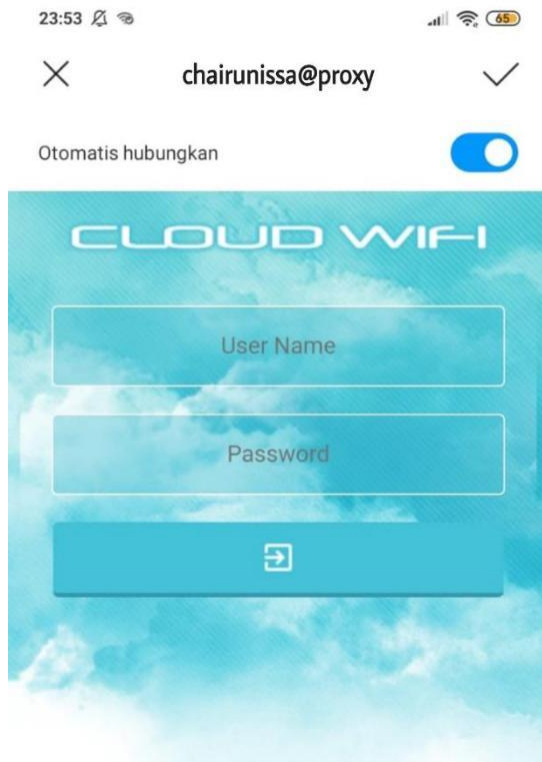 23:53
65
chairunissa@proxy
Otomatis hubungkan
CLOUD WIFI
User Name
Password